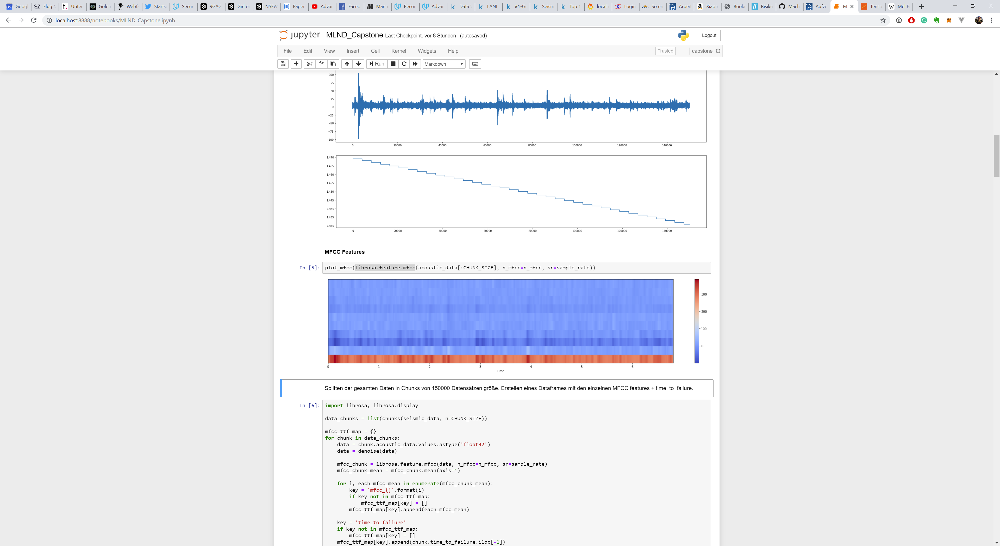 19 Goog
SZ Flug
t. Unter
Golem
Webf
Starts
Secur
9GAG
Girl o
NSFW
Paper
Advar
Faceb
Mann
Becor
Advar
k Data
k LANL
k #1-G
k Seism
k Top 1
localh
Login
So er
Arbei
a Xiaon
Booki
Risiko
Mach
Aufze
M
Tenso
W Mel F
localhost:8888/notebooks/MLND_Capstone.ipynb
jupyter MLND_Capstone Last Checkpoint: vor 8 Stunden (autosaved)
Logout
File Edit View Insert Cell Kernel Widgets Help
Trusted
capstone
Run
Markdown
100
75
50
25
0
−25
−50
−75
−100
0 20000 40000 60000 80000 100000 120000 140000
1.470
1.465
1.460
1.455
1.450
1.445
1.440
1.435
1.430
0 20000 40000 60000 80000 100000 120000 140000
MFCC Features
In [5]: plot_mfcc(librosa.feature.mfcc(acoustic_data[:CHUNK_SIZE], n_mfcc=n_mfcc, sr=sample_rate))
300
200
100
0
0 1 2 3 4 5 6
Time
Splitten der gesamten Daten in Chunks von 150000 Datensätzen größe. Erstellen eines Dataframes mit den einzelnen MFCC features + time_to_failure.
In [6]: import librosa, librosa.display
data_chunks = list(chunks(seismic_data, n=CHUNK_SIZE))
mfcc_ttf_map = {}
for chunk in data_chunks:
data = chunk.acoustic_data.values.astype('float32')
data = denoise(data)
mfcc_chunk = librosa.feature.mfcc(data, n_mfcc=n_mfcc, sr=sample_rate)
mfcc_chunk_mean = mfcc_chunk.mean(axis=1)
for i, each_mfcc_mean in enumerate(mfcc_chunk_mean):
key = 'mfcc_{}'.format(i)
if key not in mfcc_ttf_map:
mfcc_ttf_map[key] = []
mfcc_ttf_map[key].append(each_mfcc_mean)
key = 'time_to_failure'
if key not in mfcc_ttf_map:
mfcc_ttf_map[key] = []
mfcc_ttf_map[key].append(chunk.time_to_failure.iloc[-1])